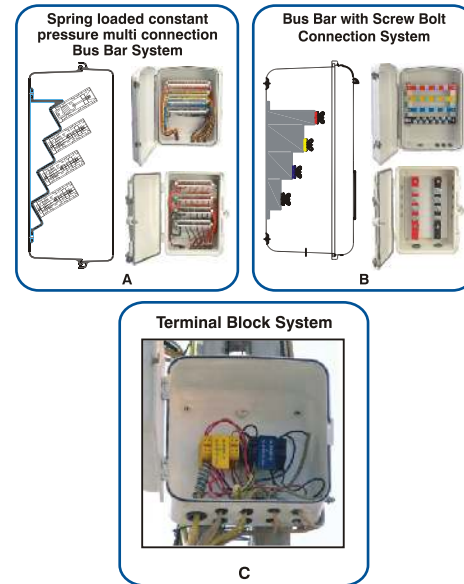 Spring loaded constant
pressure multi connection
Bus Bar System
A
Bus Bar with Screw Bolt
Connection System
B
Terminal Block System
C